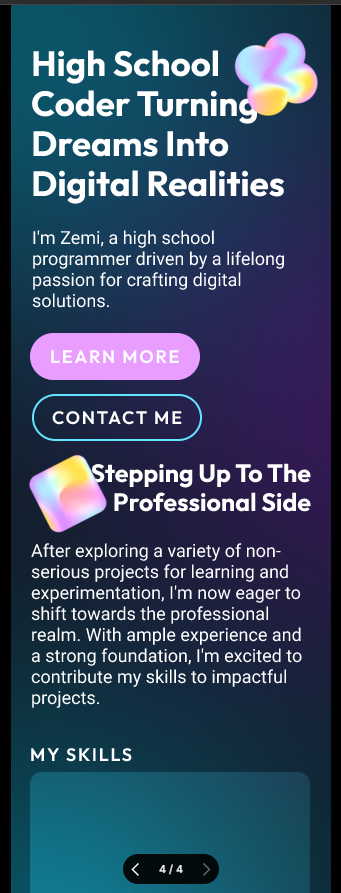 High School
Coder Turning
Dreams Into
Digital Realities
I'm Zemi, a high school
programmer driven by a lifelong
passion for crafting digital
solutions.
LEARN MORE
CONTACT ME
Stepping Up To The
Professional Side
After exploring a variety of non-
serious projects for learning and
experimentation, I'm now eager to
shift towards the professional
realm. With ample experience and
a strong foundation, I'm excited to
contribute my skills to impactful
projects.
MY SKILLS
4 / 4